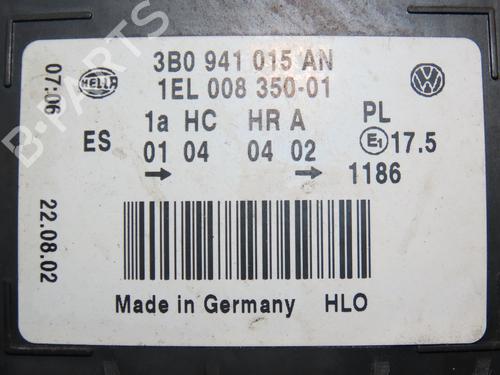 3B0 941 015 AN
1EL 008 350-01
HELLA
07:06
1a HC HR A PL
ES 01 04 04 02 E1 17.5
→ → 1186
22.08.02
Made in Germany HLO
B-PARTS